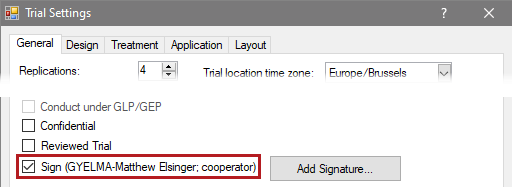 Trial Settings
General Design Treatment Application Layout
Replications: 4 Trial location time zone: Europe/Brussels
Conduct under GLP/GEP
Confidential
Reviewed Trial
Sign (GYELMA-Matthew Elsinger; cooperator) Add Signature...